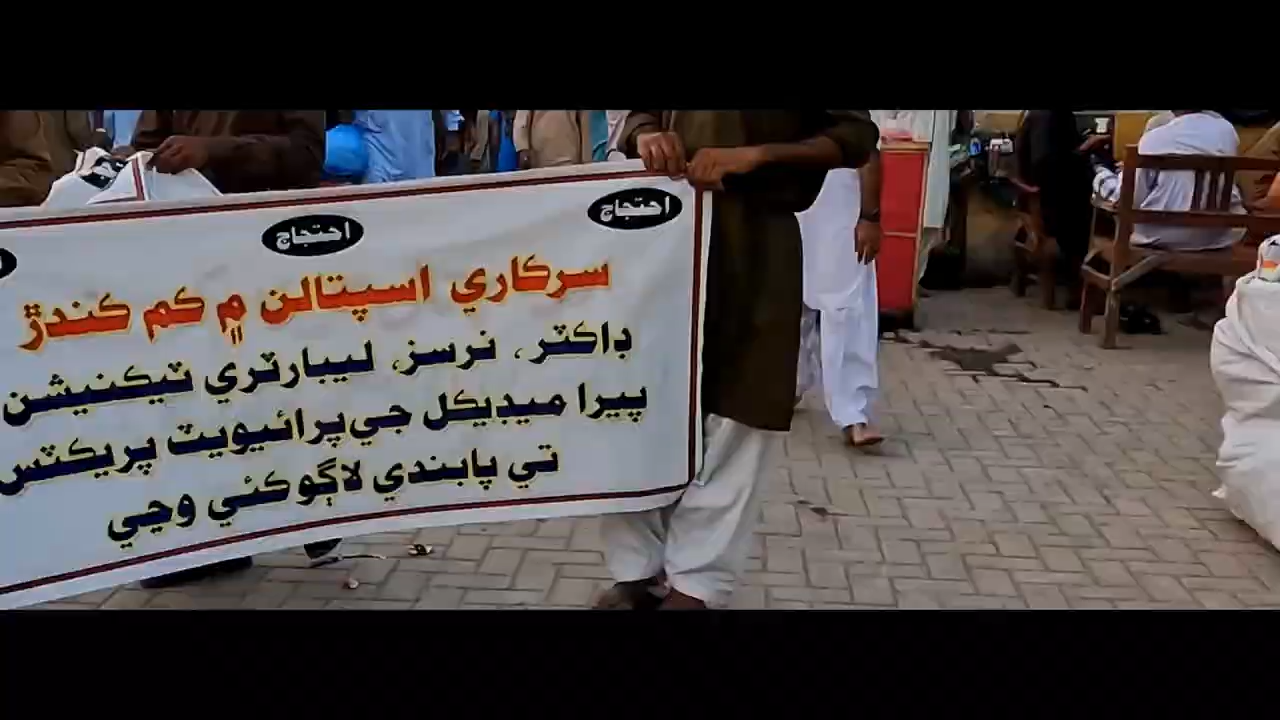 احتجاج
احتجاج
سرڪاري اسپتالن ۾ ڪم ڪندڙ
ڊاڪٽر، نرسز، ليبارٽري ٽيڪنيشن
پيرا ميڊيڪل جي پرائيويٽ پريڪٽس
تي پابندي لاڳو ڪئي وڃي